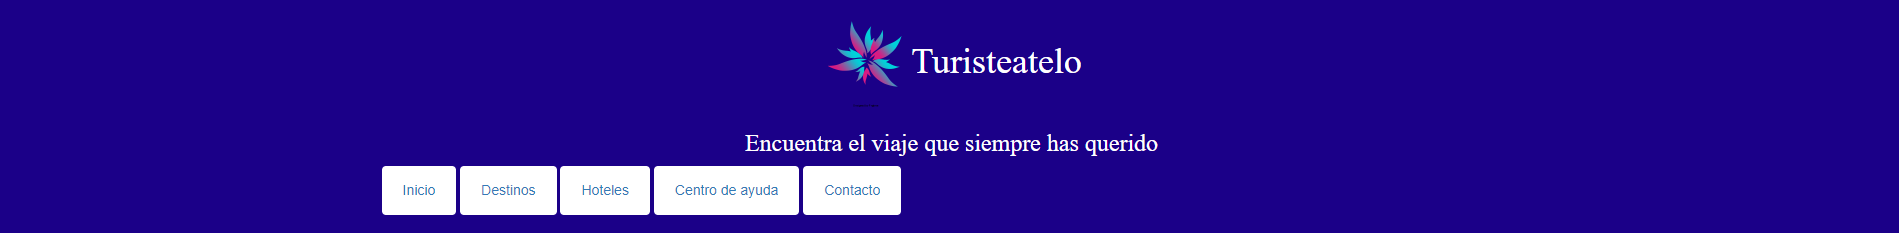 Turisteatelo
Encuentra el viaje que siempre has querido
Inicio Destinos Hoteles Centro de ayuda Contacto